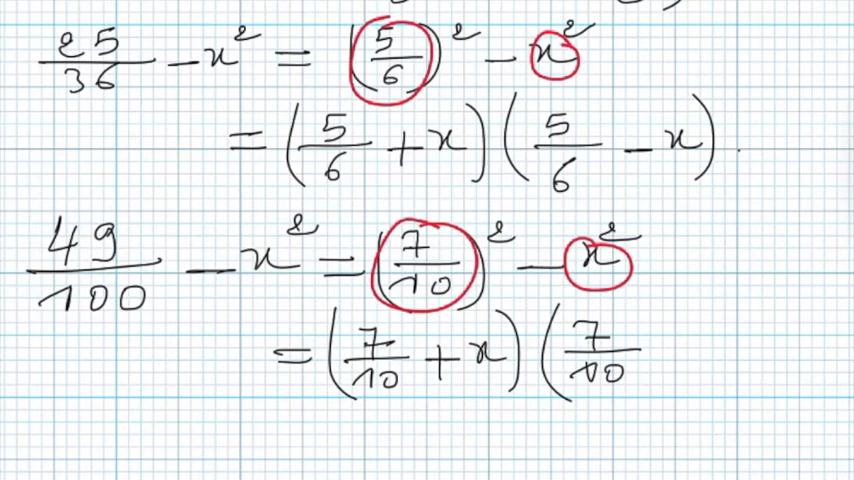 25/36 - x² = (5/6)² - x²
= (5/6 + x)(5/6 - x).
49/100 - x² = (7/10)² - x²
= (7/10 + x)(7/10